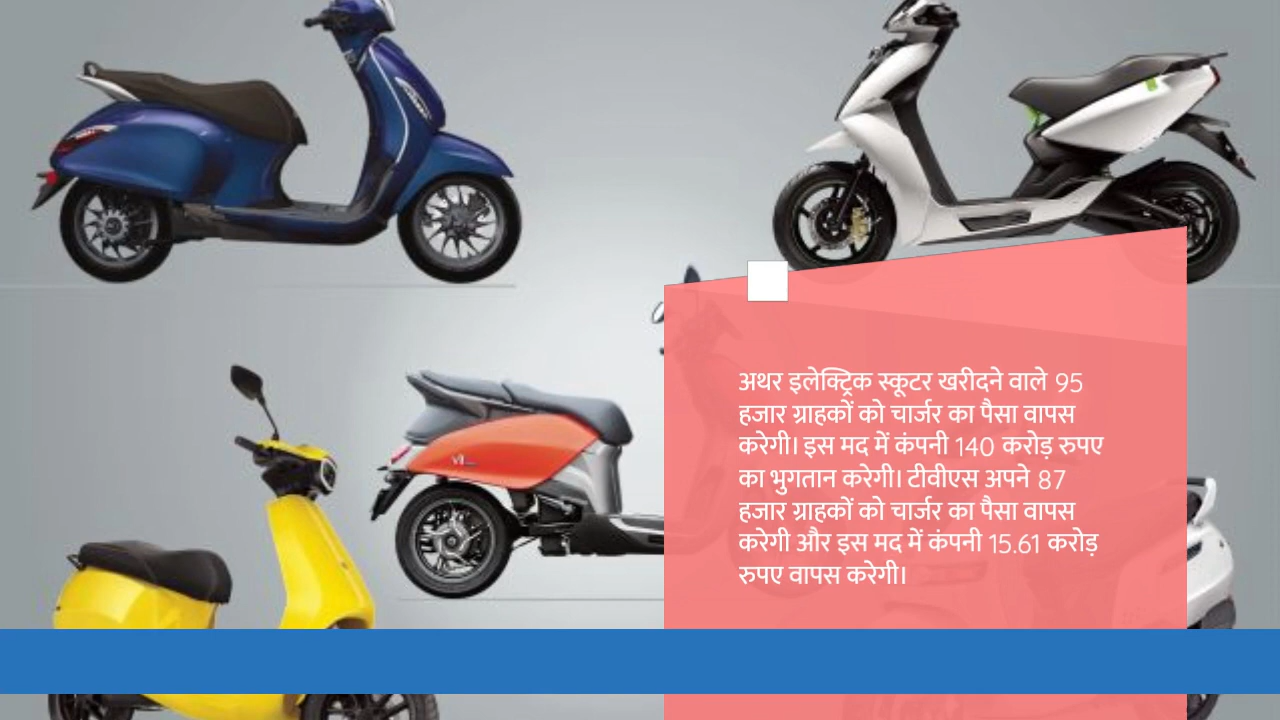 अथर इलेक्ट्रिक स्कूटर खरीदने वाले 95
हजार ग्राहकों को चार्जर का पैसा वापस
करेगी। इस मद में कंपनी 140 करोड़ रुपए
का भुगतान करेगी। टीवीएस अपने 87
हजार ग्राहकों को चार्जर का पैसा वापस
करेगी और इस मद में कंपनी 15.61 करोड़
रुपए वापस करेगी।
V1